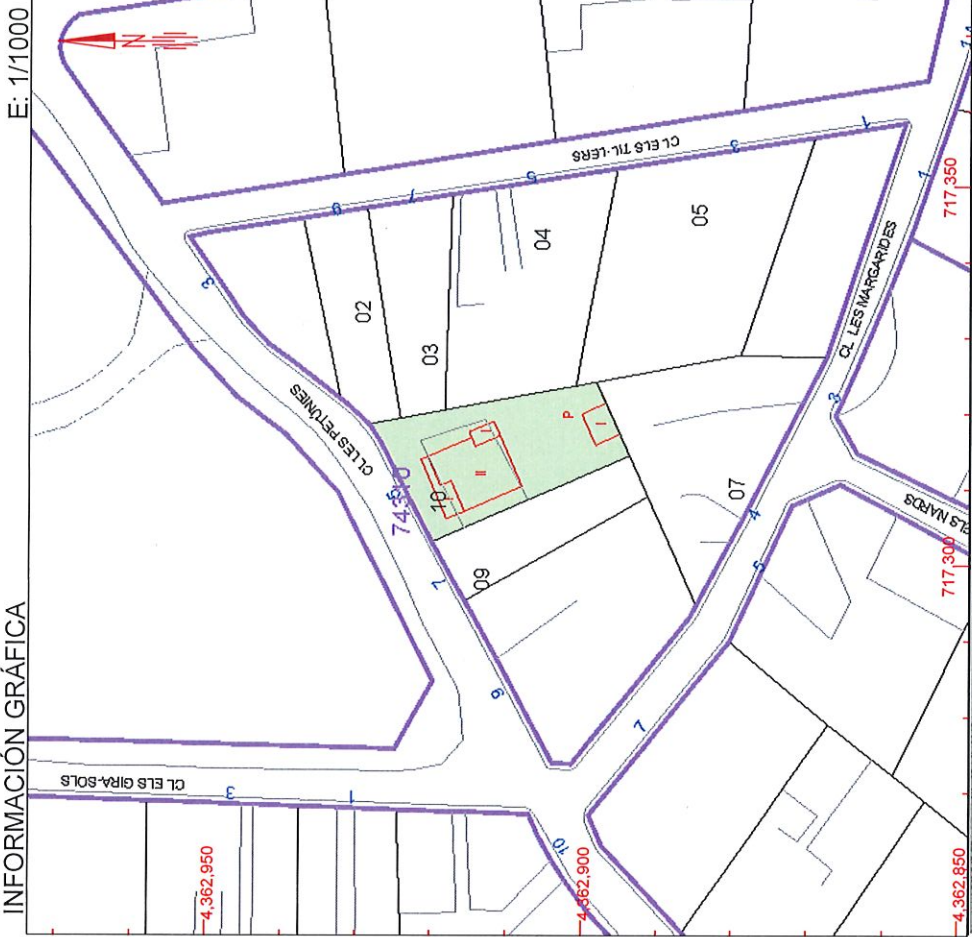 INFORMACIÓN GRÁFICA
E: 1/1000
N
CL ELS GIRA-SOLS
3
1
10
4,362,950
4,362,900
4,362,850
717,350
717,300
CL LES PETÚNIES
3
5
7
9
CL ELS TIL·LERS
9
7
5
3
1
CL LES MARGARIDES
1
3
4
5
7
ELS NARDS
02
03
04
05
07
09
10
II
I
I
P